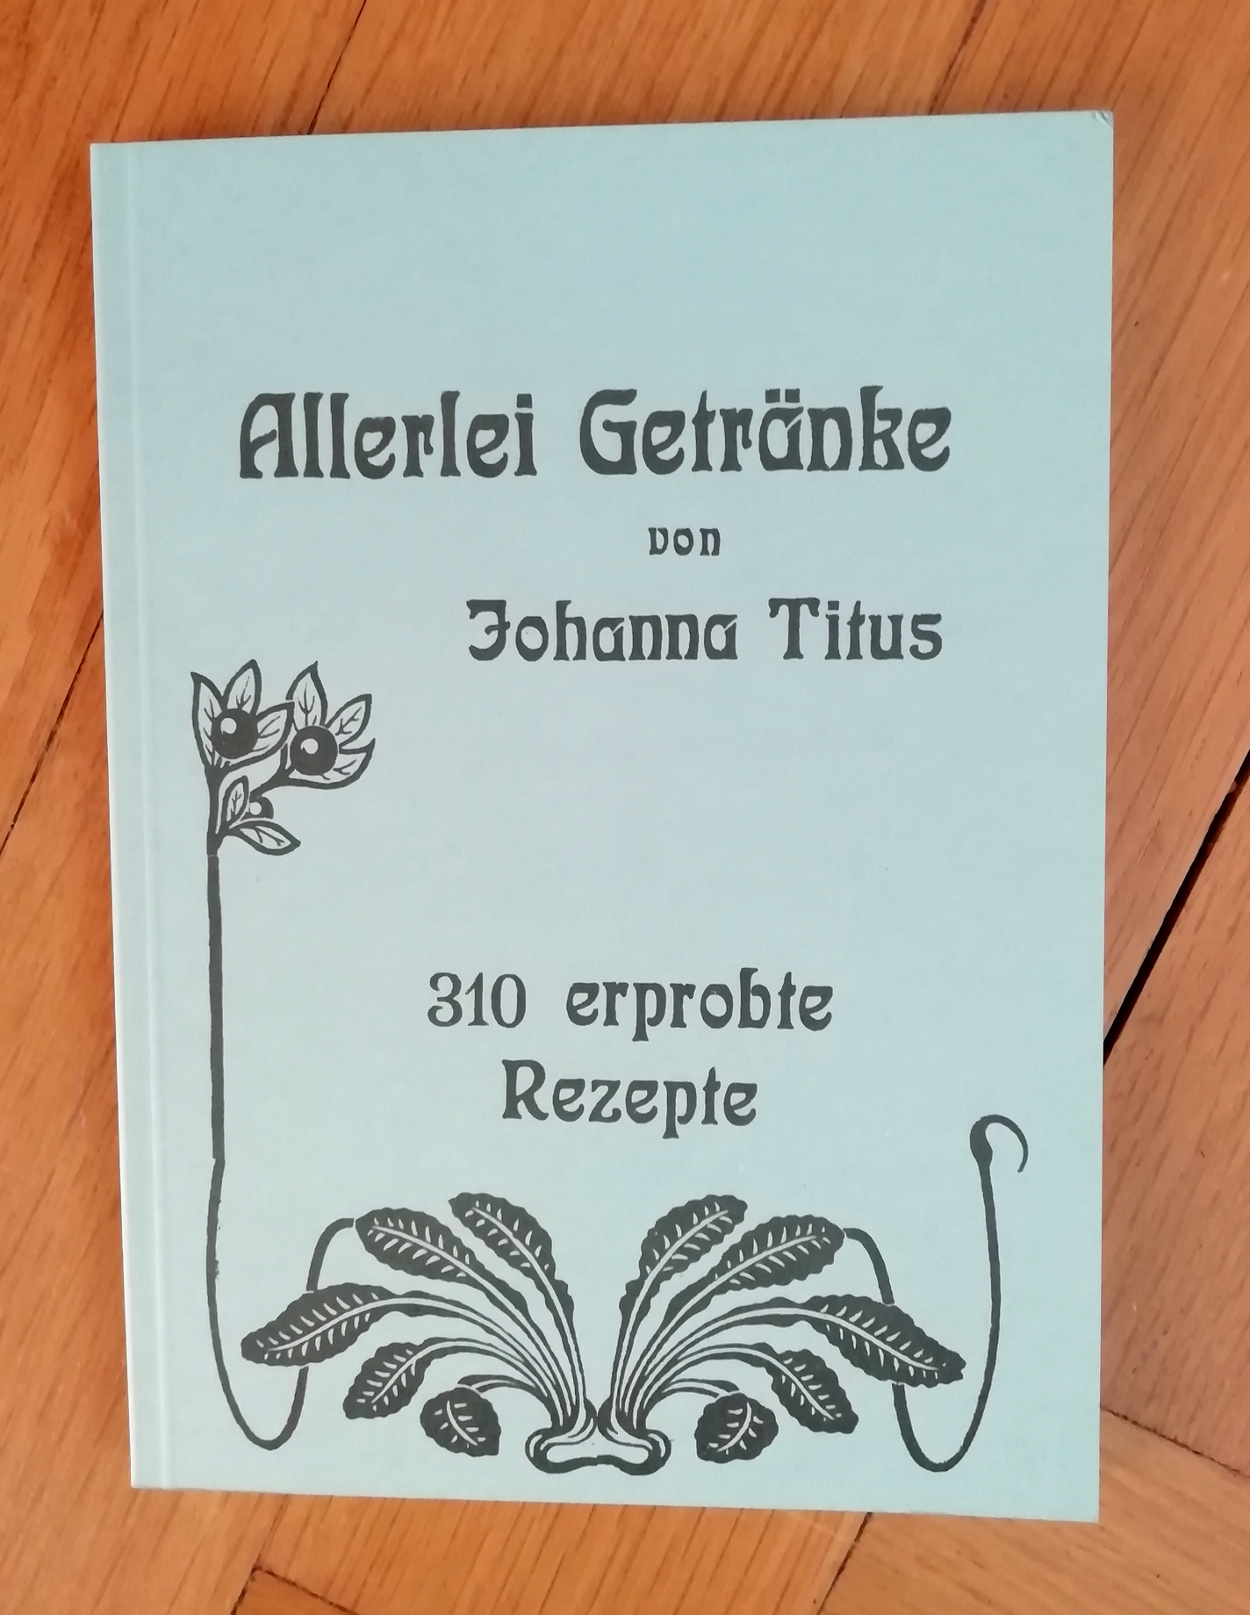 Allerlei Getränke
von
Johanna Titus
310 erprobte
Rezepte